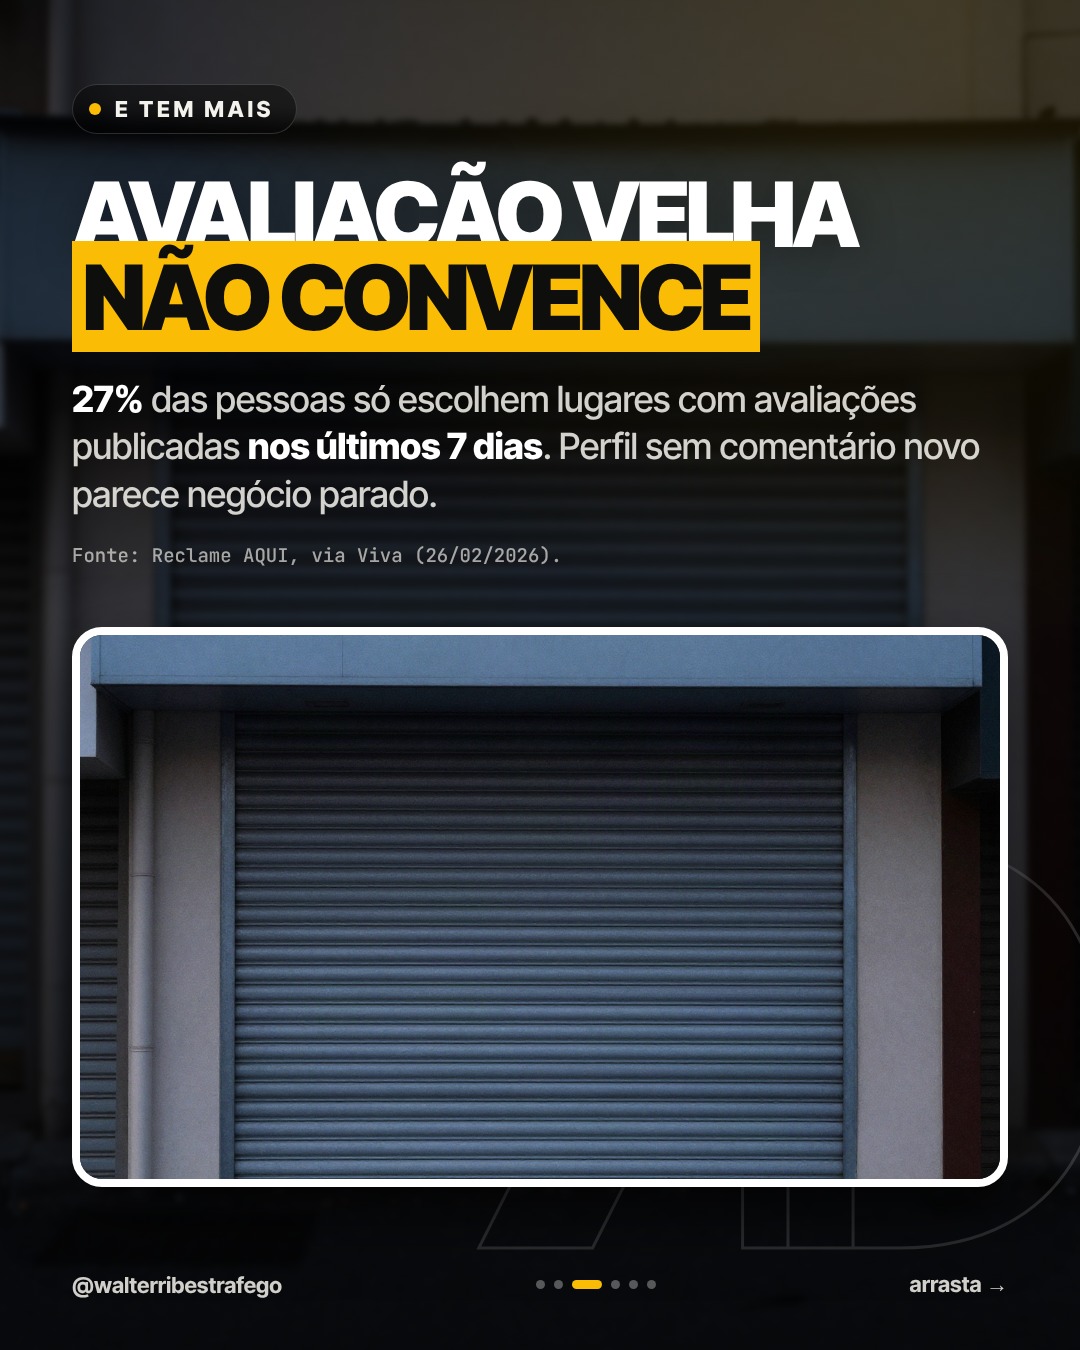 E TEM MAIS
AVALIAÇÃO VELHA
NÃO CONVENCE
27% das pessoas só escolhem lugares com avaliações
publicadas nos últimos 7 dias. Perfil sem comentário novo
parece negócio parado.
Fonte: Reclame AQUI, via Viva (26/02/2026).
@walterribestrafego
arrasta →